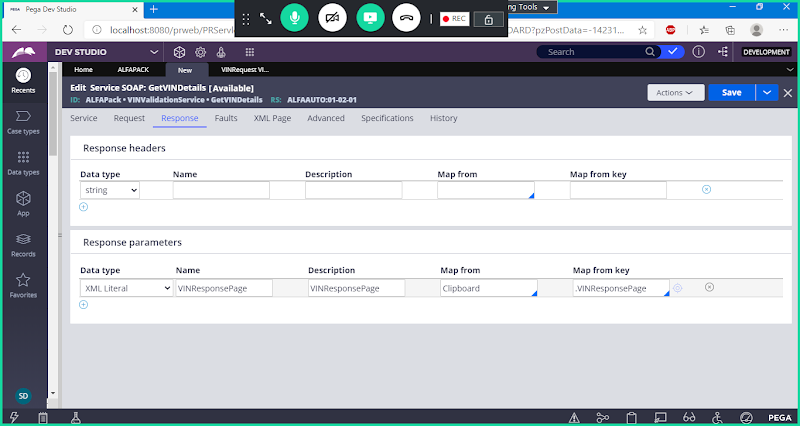 PEGA Pega Dev Studio
ng Tools
REC
localhost:8080/prweb/PRServle
DARD?pzPostData=-14231...
DEV STUDIO
Search
DEVELOPMENT
Home ALFAPACK New VINRequest VI...
Recents
Edit Service SOAP: GetVINDetails [Available]
ID: ALFAPack • VINValidationService • GetVINDetails RS: ALFAAUTO:01-02-01
Actions
Save
Service Request Response Faults XML Page Advanced Specifications History
Case types
Data types
App
Records
Favorites
Response headers
Data type Name Description Map from Map from key
string
Response parameters
Data type Name Description Map from Map from key
XML Literal VINResponsePage VINResponsePage Clipboard .VINResponsePage
SD
PEGA